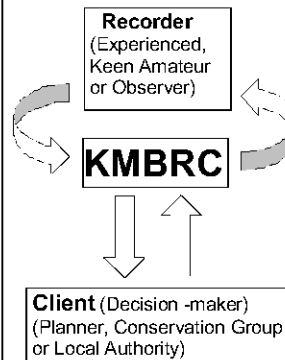 Recorder
(Experienced,
Keen Amateur
or Observer)
KMBRC
Client (Decision -maker)
(Planner, Conservation Group
or Local Authority)